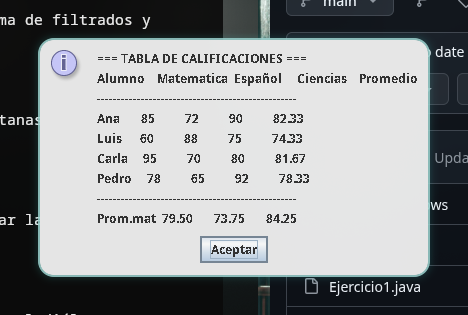 ma de filtrados y
main
=== TABLA DE CALIFICACIONES ===
Alumno Matematica Español Ciencias Promedio
--------------------------------------------------
Ana 85 72 90 82.33
Luis 60 88 75 74.33
Carla 95 70 80 81.67
Pedro 78 65 92 78.33
--------------------------------------------------
Prom.mat 79.50 73.75 84.25
Aceptar
date
tanas
Upda
ws
ar la
Ejercicio1.java